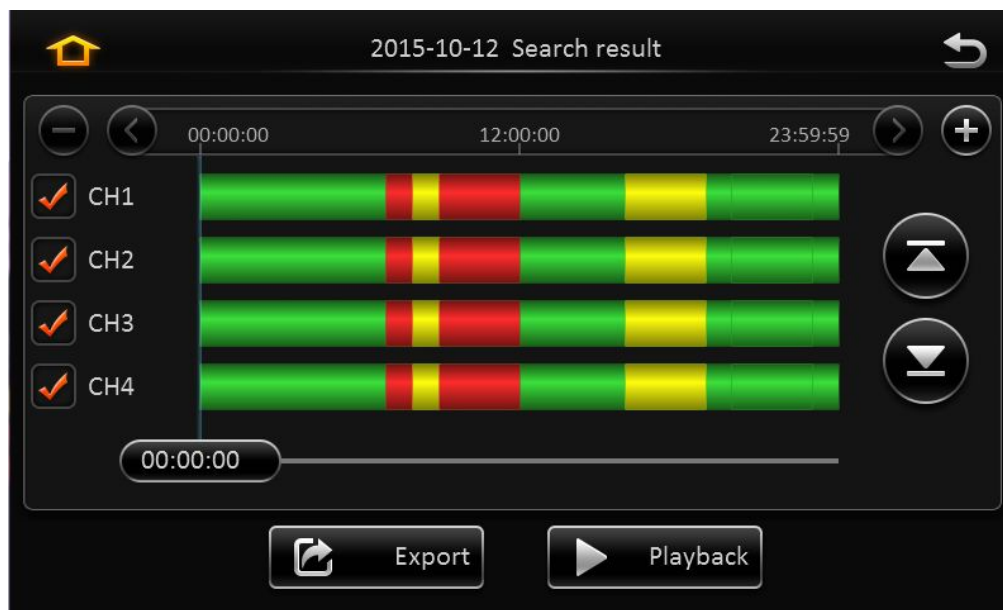 2015-10-12 Search result
00:00:00 12:00:00 23:59:59
CH1
CH2
CH3
CH4
00:00:00
Export Playback